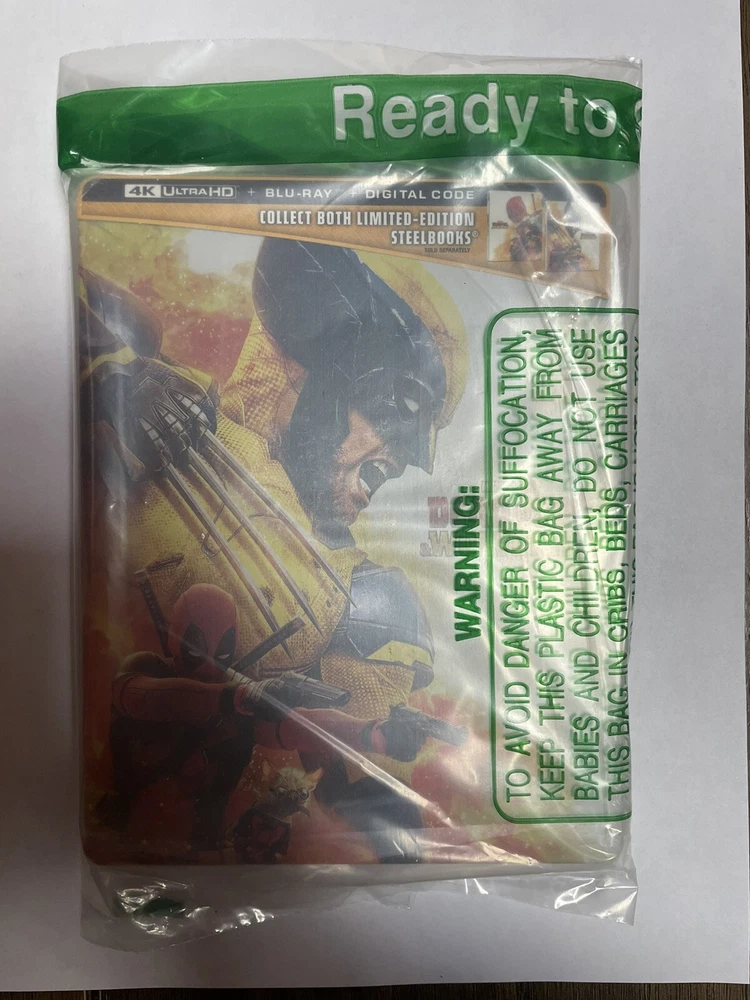 Ready to
4K ULTRA HD + BLU-RAY + DIGITAL CODE
COLLECT BOTH LIMITED-EDITION
STEELBOOKS®
SOLD SEPARATELY
WARNING:
TO AVOID DANGER OF SUFFOCATION,
KEEP THIS PLASTIC BAG AWAY FROM
BABIES AND CHILDREN, DO NOT USE
THIS BAG IN CRIBS, BEDS, CARRIAGES